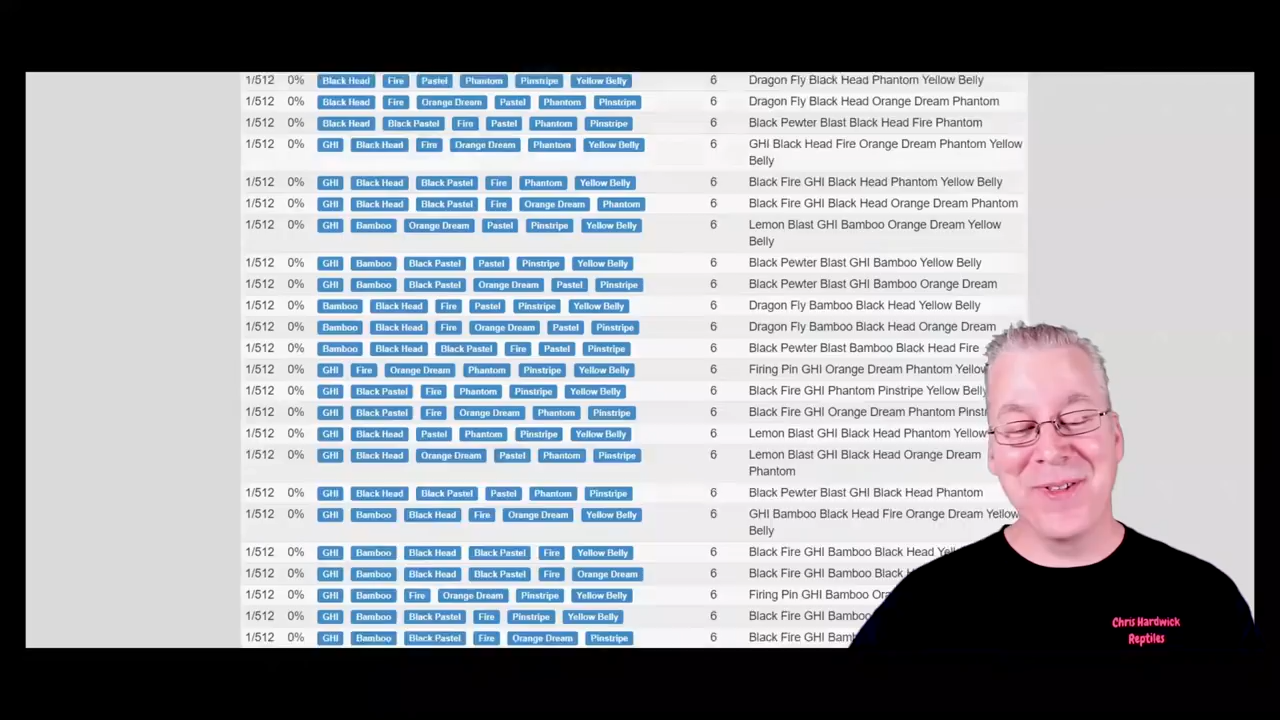 1/512 0% Black Head Fire Pastel Phantom Pinstripe Yellow Belly 6 Dragon Fly Black Head Phantom Yellow Belly
1/512 0% Black Head Fire Orange Dream Pastel Phantom Pinstripe 6 Dragon Fly Black Head Orange Dream Phantom
1/512 0% Black Head Black Pastel Fire Pastel Phantom Pinstripe 6 Black Pewter Blast Black Head Fire Phantom
1/512 0% GHI Black Head Fire Orange Dream Phantom Yellow Belly 6 GHI Black Head Fire Orange Dream Phantom Yellow
Belly
1/512 0% GHI Black Head Black Pastel Fire Phantom Yellow Belly 6 Black Fire GHI Black Head Phantom Yellow Belly
1/512 0% GHI Black Head Black Pastel Fire Orange Dream Phantom 6 Black Fire GHI Black Head Orange Dream Phantom
1/512 0% GHI Bamboo Orange Dream Pastel Pinstripe Yellow Belly 6 Lemon Blast GHI Bamboo Orange Dream Yellow
Belly
1/512 0% GHI Bamboo Black Pastel Pastel Pinstripe Yellow Belly 6 Black Pewter Blast GHI Bamboo Yellow Belly
1/512 0% GHI Bamboo Black Pastel Orange Dream Pastel Pinstripe 6 Black Pewter Blast GHI Bamboo Orange Dream
1/512 0% Bamboo Black Head Fire Pastel Pinstripe Yellow Belly 6 Dragon Fly Bamboo Black Head Yellow Belly
1/512 0% Bamboo Black Head Fire Orange Dream Pastel Pinstripe 6 Dragon Fly Bamboo Black Head Orange Dream
1/512 0% Bamboo Black Head Black Pastel Fire Pastel Pinstripe 6 Black Pewter Blast Bamboo Black Head Fire
1/512 0% GHI Fire Orange Dream Phantom Pinstripe Yellow Belly 6 Firing Pin GHI Orange Dream Phantom Yellow
1/512 0% GHI Black Pastel Fire Phantom Pinstripe Yellow Belly 6 Black Fire GHI Phantom Pinstripe Yellow Belly
1/512 0% GHI Black Pastel Fire Orange Dream Phantom Pinstripe 6 Black Fire GHI Orange Dream Phantom Pinst
1/512 0% GHI Black Head Pastel Phantom Pinstripe Yellow Belly 6 Lemon Blast GHI Black Head Phantom Yellow
1/512 0% GHI Black Head Orange Dream Pastel Phantom Pinstripe 6 Lemon Blast GHI Black Head Orange Dream
Phantom
1/512 0% GHI Black Head Black Pastel Pastel Phantom Pinstripe 6 Black Pewter Blast GHI Black Head Phantom
1/512 0% GHI Bamboo Black Head Fire Orange Dream Yellow Belly 6 GHI Bamboo Black Head Fire Orange Dream Yellow
Belly
1/512 0% GHI Bamboo Black Head Black Pastel Fire Yellow Belly 6 Black Fire GHI Bamboo Black Head Yel
1/512 0% GHI Bamboo Black Head Black Pastel Fire Orange Dream 6 Black Fire GHI Bamboo Black H
1/512 0% GHI Bamboo Fire Orange Dream Pinstripe Yellow Belly 6 Firing Pin GHI Bamboo Ora
1/512 0% GHI Bamboo Black Pastel Fire Pinstripe Yellow Belly 6 Black Fire GHI Bamboo
1/512 0% GHI Bamboo Black Pastel Fire Orange Dream Pinstripe 6 Black Fire GHI Bamb
Chris Hardwick
Reptiles